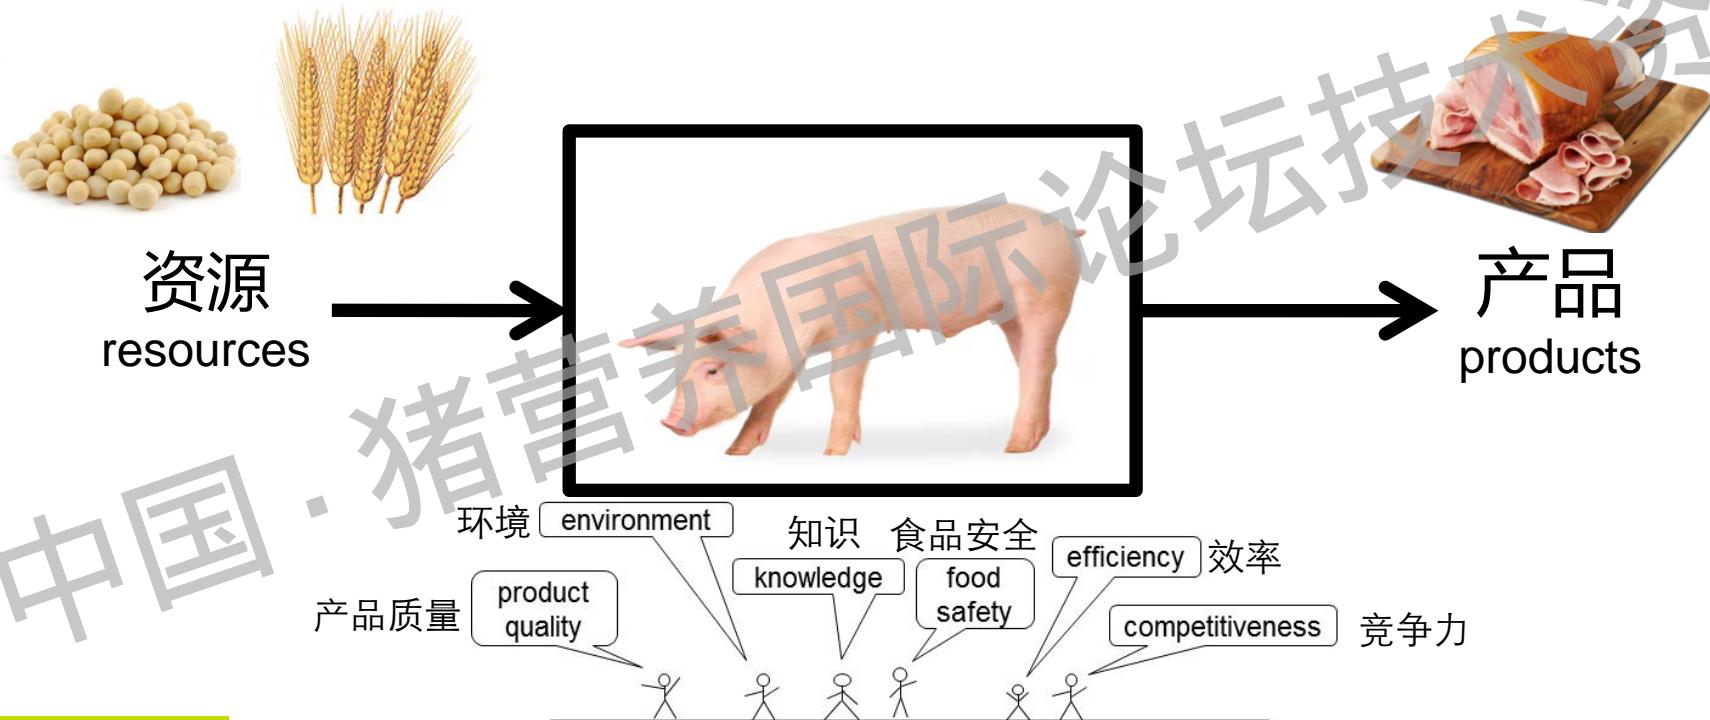 资源
resources
产品
products
环境
environment
知识
knowledge
食品安全
food
safety
efficiency
效率
产品质量
product
quality
competitiveness
竞争力
中国·猪营养国际论坛技术资